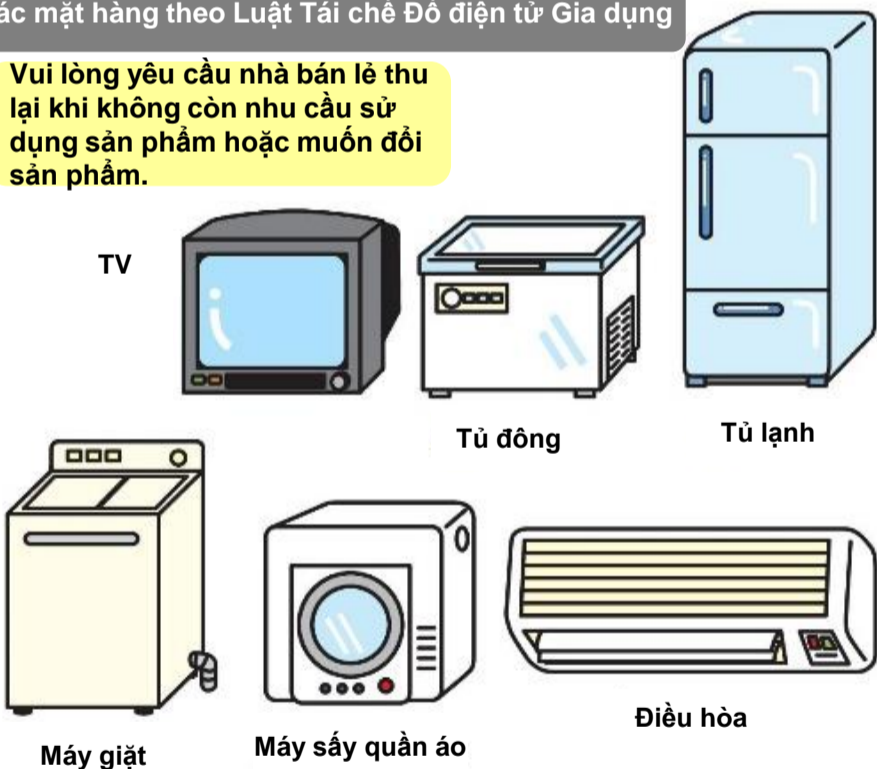 ác mặt hàng theo Luật Tái chế Đồ điện tử Gia dụng
Vui lòng yêu cầu nhà bán lẻ thu
lại khi không còn nhu cầu sử
dụng sản phẩm hoặc muốn đổi
sản phẩm.
TV
Tủ đông
Tủ lạnh
Máy giặt
Máy sấy quần áo
Điều hòa